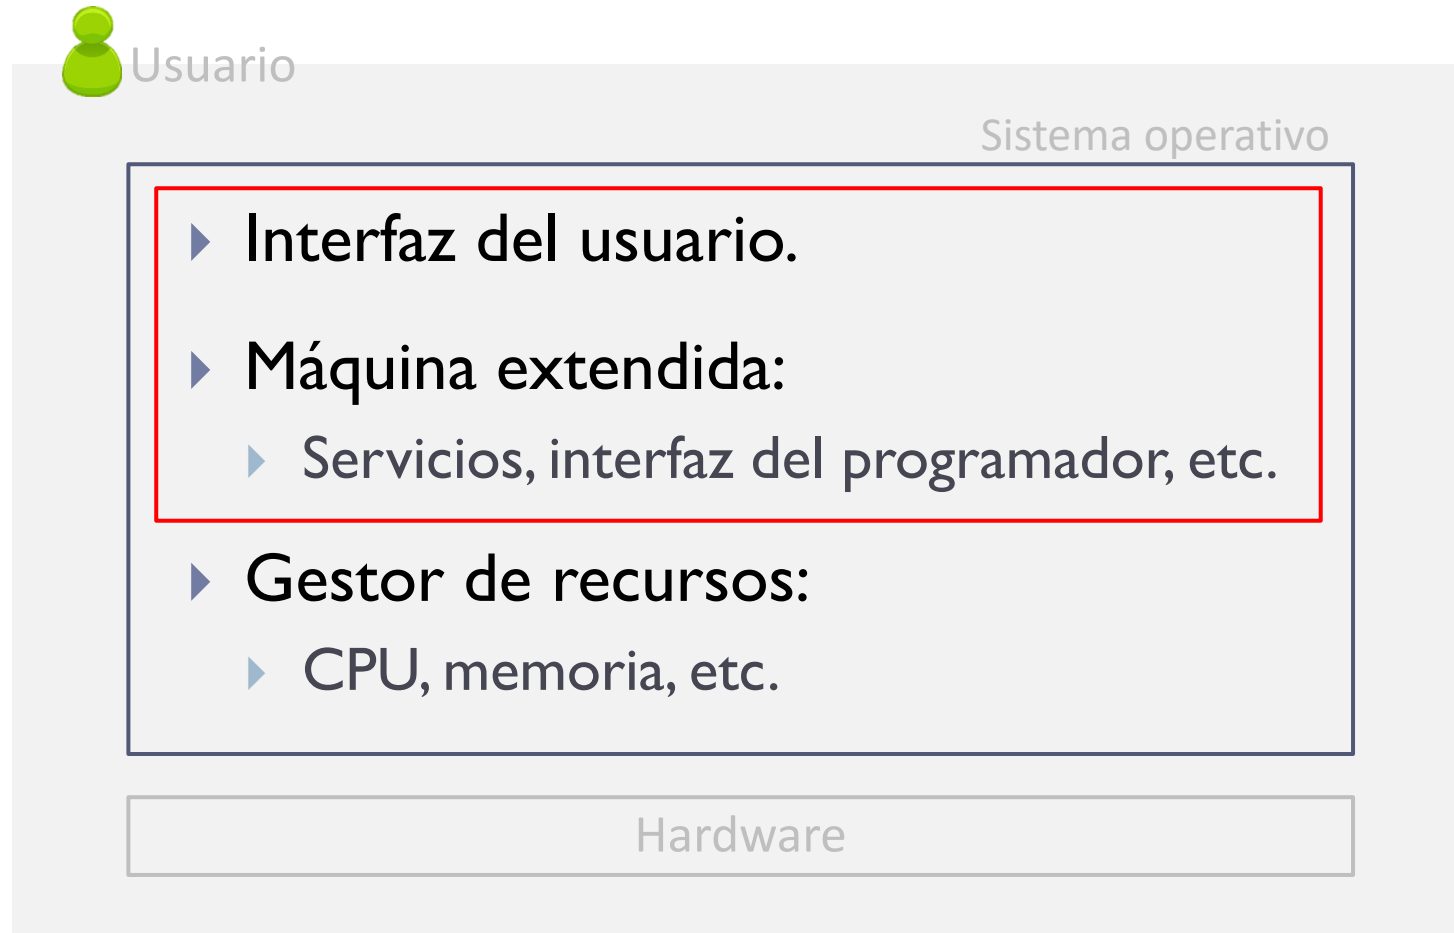 Usuario
Sistema operativo
Interfaz del usuario.
Máquina extendida:
Servicios, interfaz del programador, etc.
Gestor de recursos:
CPU, memoria, etc.
Hardware